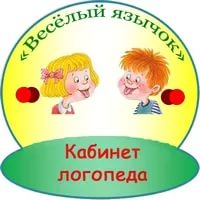 «Весёлый язычок»
Кабинет
логопеда